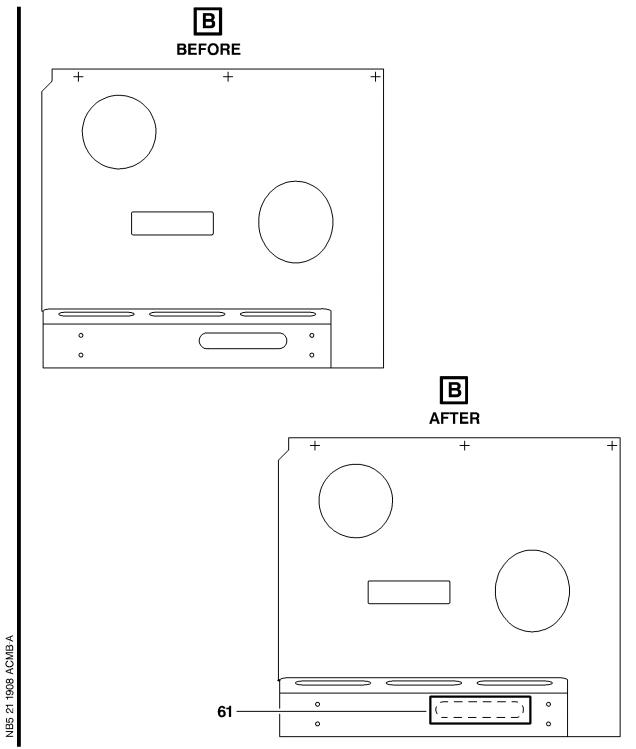 B
BEFORE
B
AFTER
61
NB5 21 1908 ACMB-A